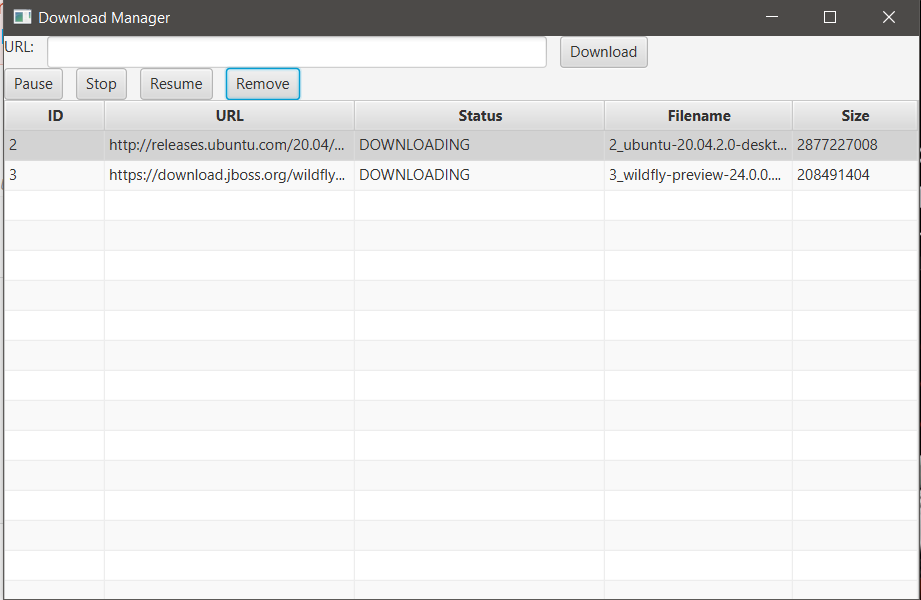 Download Manager
URL: Download
Pause Stop Resume Remove
ID URL Status Filename Size
2 http://releases.ubuntu.com/20.04/... DOWNLOADING 2_ubuntu-20.04.2.0-deskt... 2877227008
3 https://download.jboss.org/wildfly... DOWNLOADING 3_wildfly-preview-24.0.0.... 208491404